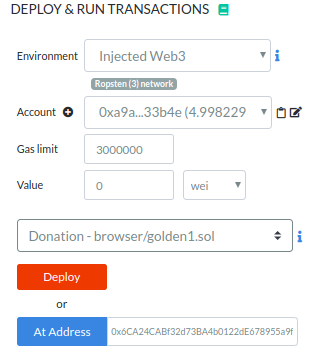 DEPLOY & RUN TRANSACTIONS
Environment Injected Web3
Ropsten (3) network
Account 0xa9a...33b4e (4.998229
Gas limit 3000000
Value 0 wei
Donation - browser/golden1.sol
Deploy
or
At Address 0x6CA24CABf32d73BA4b0122dE678955a9f